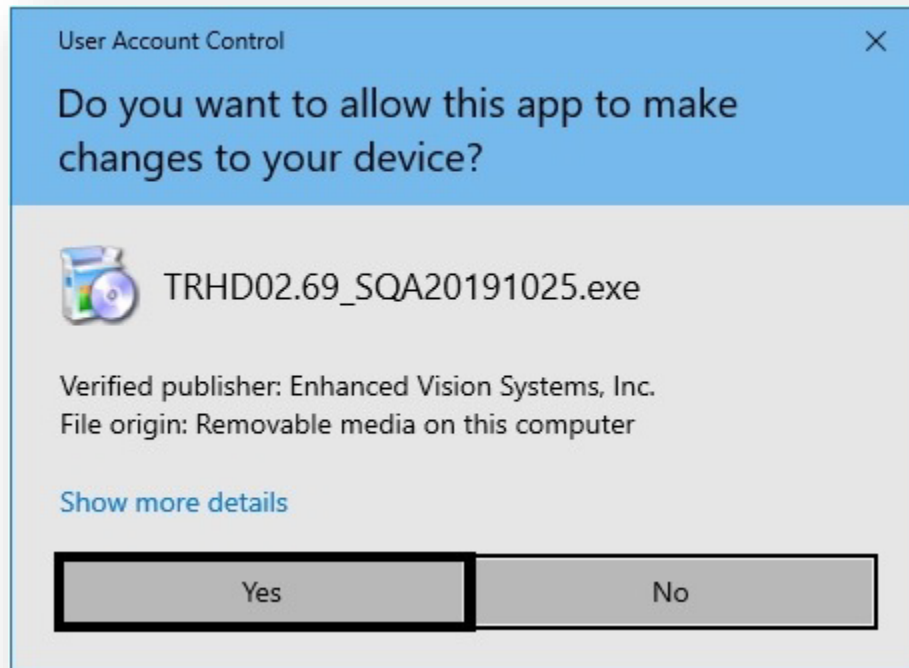 User Account Control
Do you want to allow this app to make
changes to your device?
TRHD02.69_SQA20191025.exe
Verified publisher: Enhanced Vision Systems, Inc.
File origin: Removable media on this computer
Show more details
Yes
No